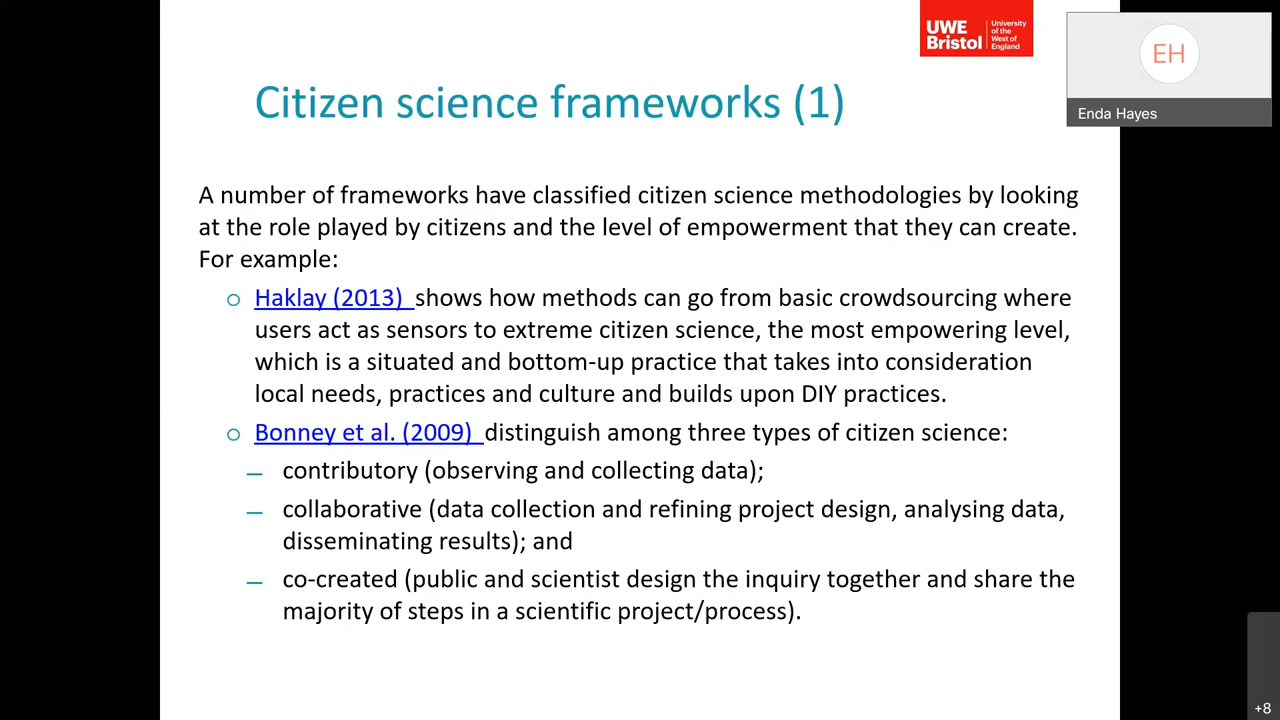 UWE
Bristol
University
of the
West of
England
EH
Enda Hayes
Citizen science frameworks (1)
A number of frameworks have classified citizen science methodologies by looking
at the role played by citizens and the level of empowerment that they can create.
For example:
Haklay (2013) shows how methods can go from basic crowdsourcing where
users act as sensors to extreme citizen science, the most empowering level,
which is a situated and bottom-up practice that takes into consideration
local needs, practices and culture and builds upon DIY practices.
Bonney et al. (2009) distinguish among three types of citizen science:
contributory (observing and collecting data);
collaborative (data collection and refining project design, analysing data,
disseminating results); and
co-created (public and scientist design the inquiry together and share the
majority of steps in a scientific project/process).
+8